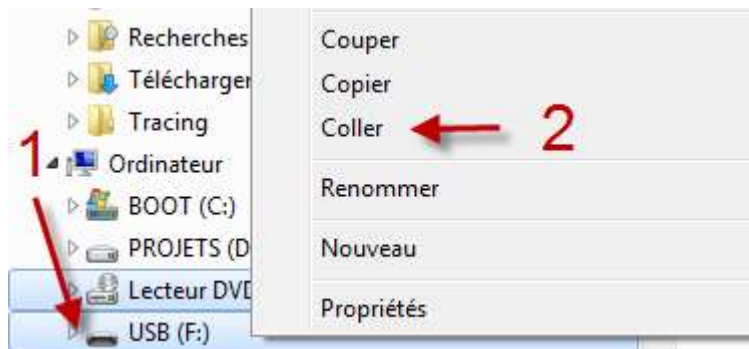 Recherches
Télécharger
Tracing
1
Ordinateur
BOOT (C:)
PROJETS (D
Lecteur DVD
USB (F:)
Couper
Copier
Coller
2
Renommer
Nouveau
Propriétés